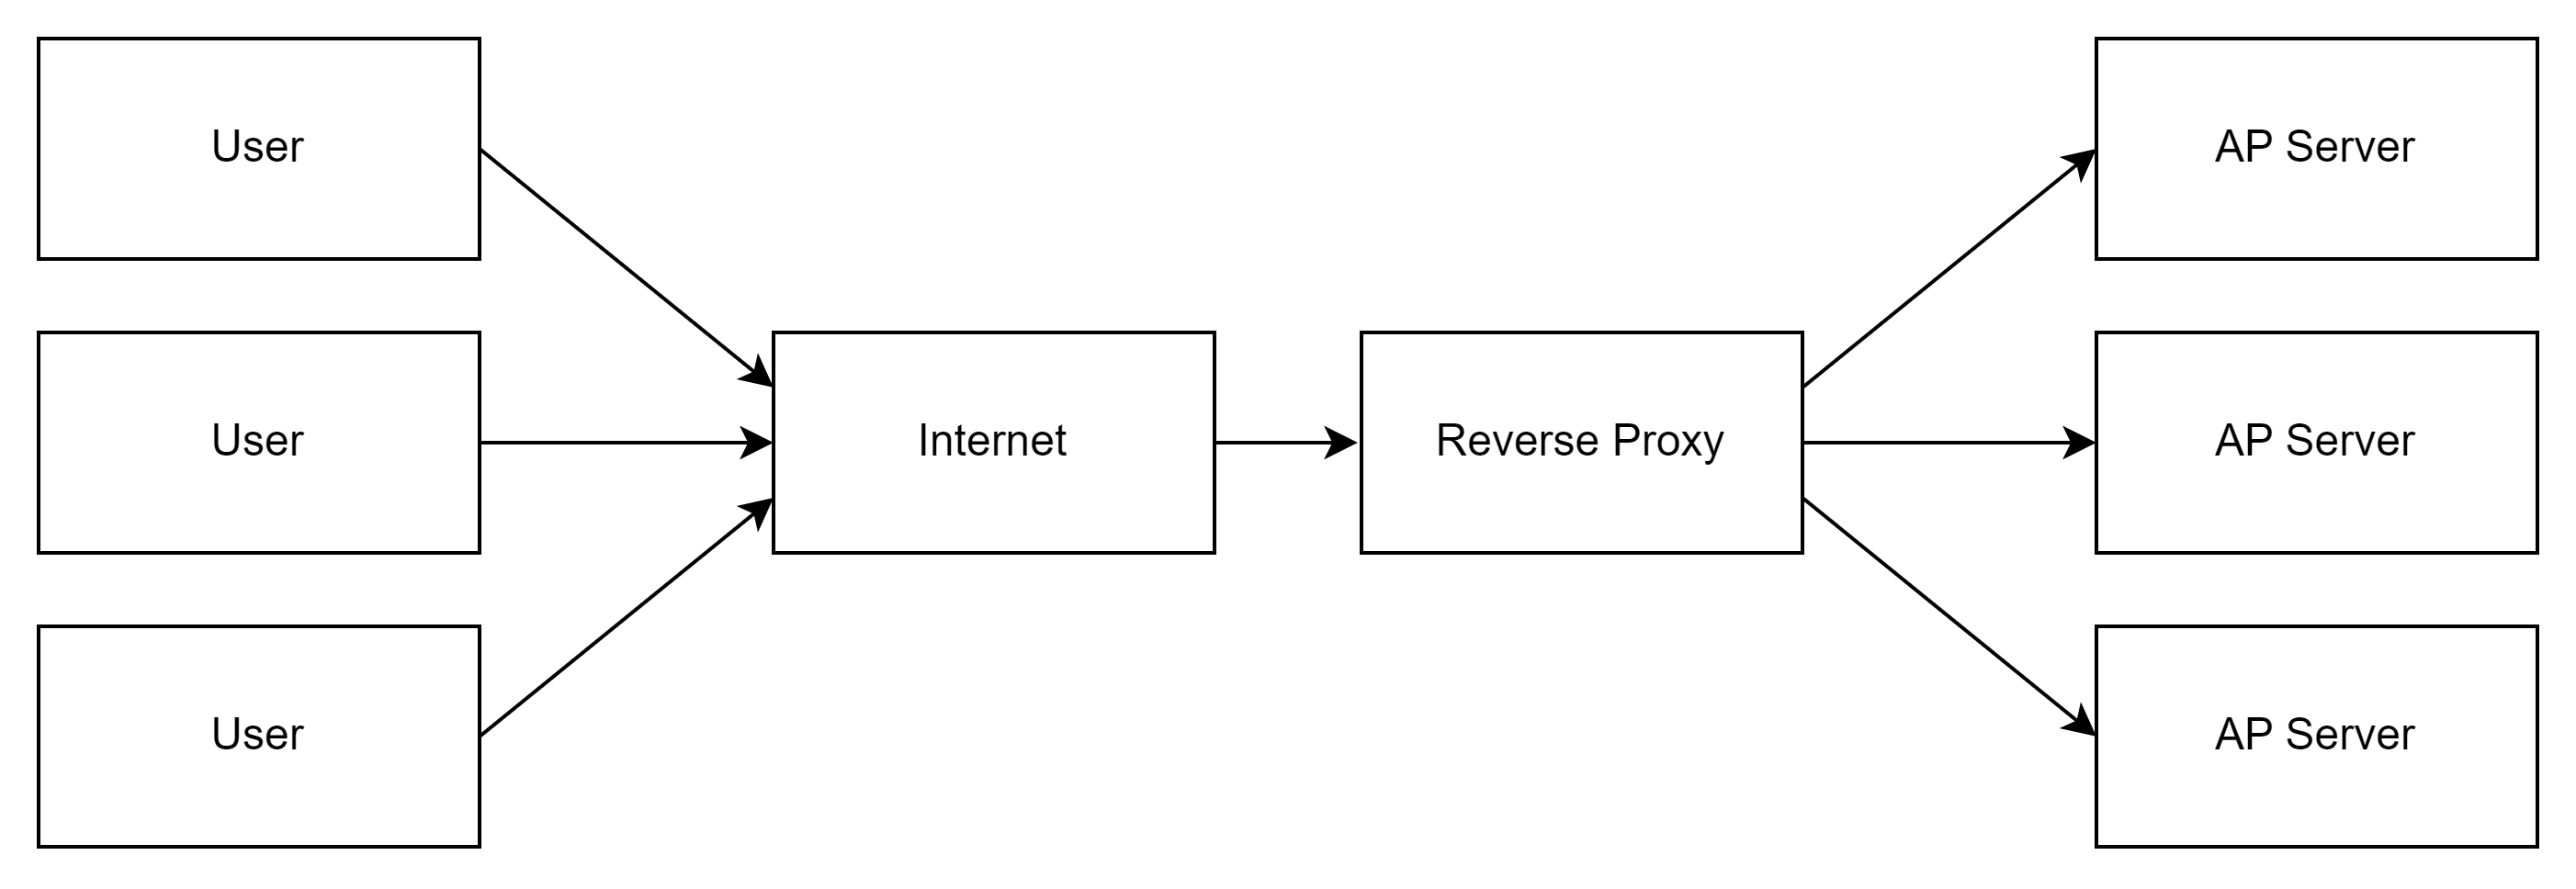 User
User
User
Internet
Reverse Proxy
AP Server
AP Server
AP Server